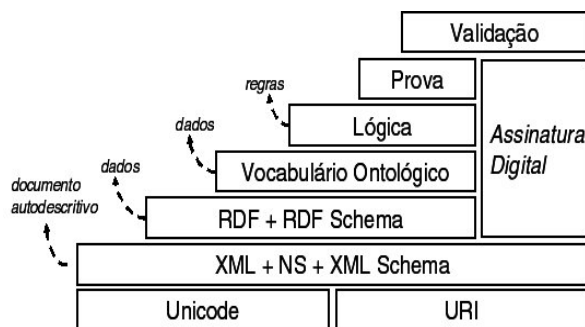 Validação
Prova
regras
Lógica
Assinatura
Digital
dados
Vocabulário Ontológico
documento
autodescritivo
dados
RDF + RDF Schema
XML + NS + XML Schema
Unicode
URI